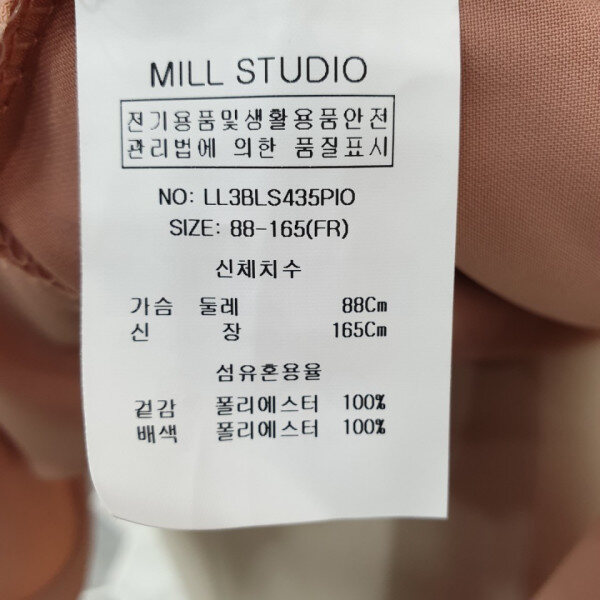 MILL STUDIO
전기용품및생활용품안전
관리법에 의한 품질표시
NO: LL3BLS435PIO
SIZE: 88-165(FR)
신체치수
가슴 둘레 88Cm
신 장 165Cm
섬유혼용율
겉감 폴리에스터 100%
배색 폴리에스터 100%